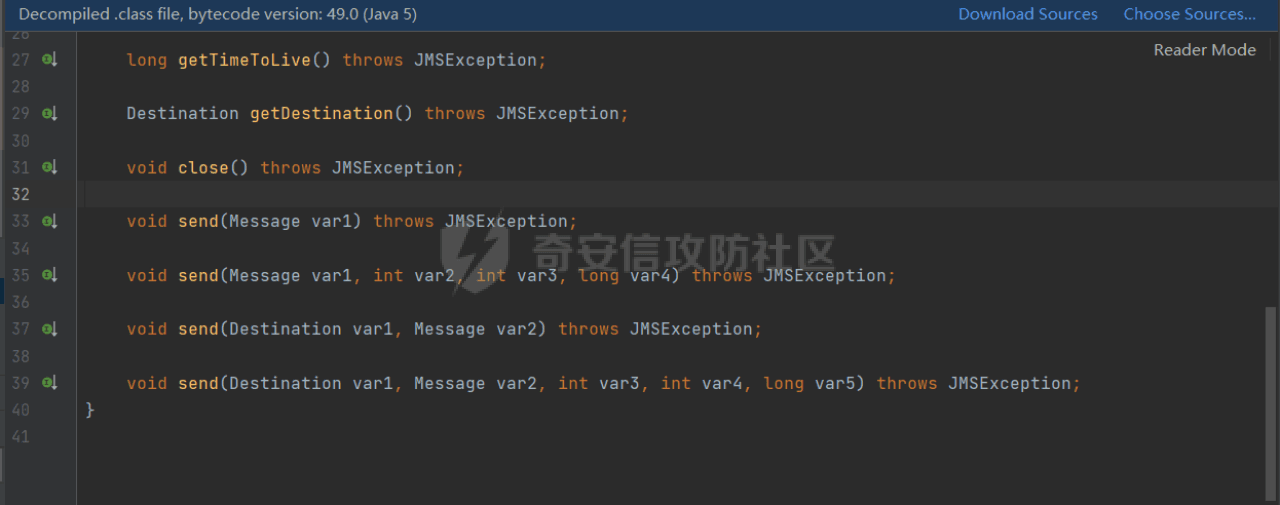 Decompiled .class file, bytecode version: 49.0 (Java 5) Download Sources Choose Sources...
Reader Mode
26
27 long getTimeToLive() throws JMSException;
28
29 Destination getDestination() throws JMSException;
30
31 void close() throws JMSException;
32
33 void send(Message var1) throws JMSException;
34
奇安信攻防社区
35 void send(Message var1, int var2, int var3, long var4) throws JMSException;
36
37 void send(Destination var1, Message var2) throws JMSException;
38
39 void send(Destination var1, Message var2, int var3, int var4, long var5) throws JMSException;
40 }
41